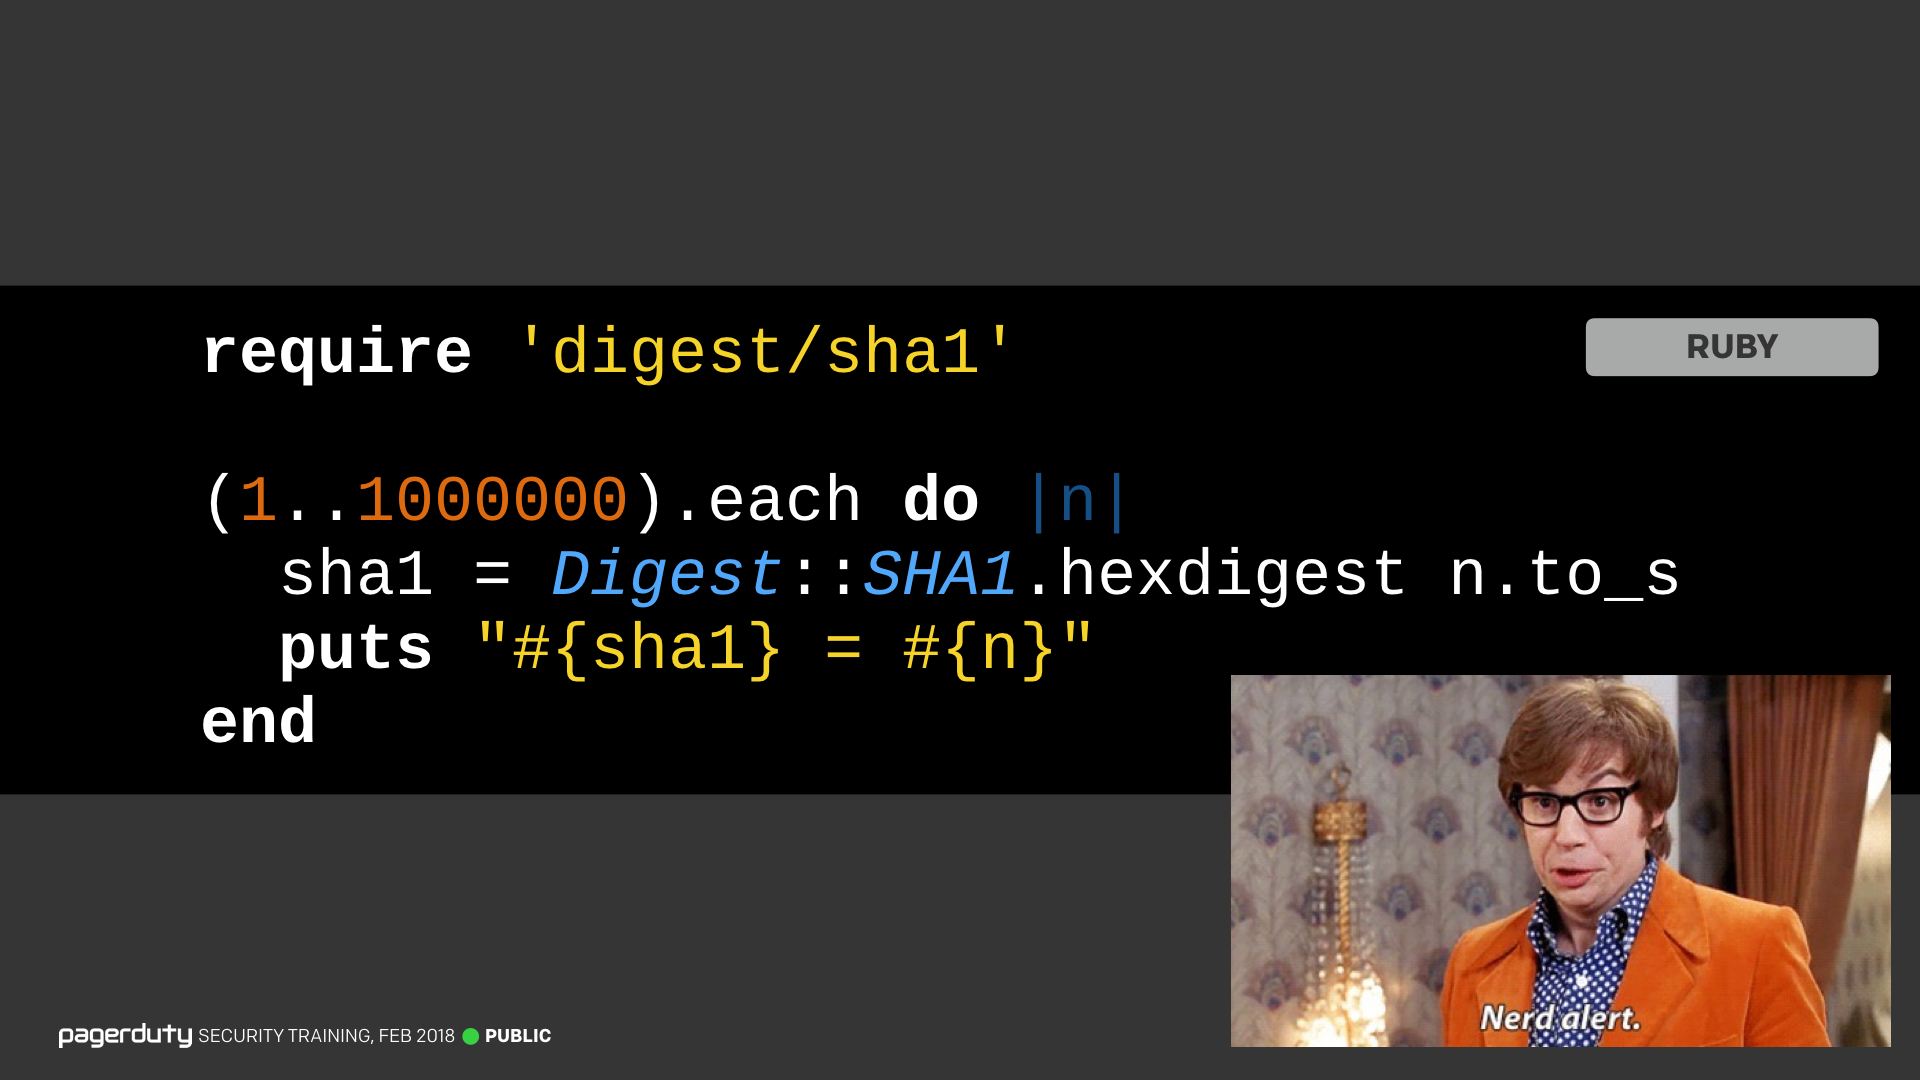 require 'digest/sha1'
RUBY
(1..1000000).each do |n|
  sha1 = Digest::SHA1.hexdigest n.to_s
  puts "#{sha1} = #{n}"
end
Nerd alert.
pagerduty SECURITY TRAINING, FEB 2018 PUBLIC